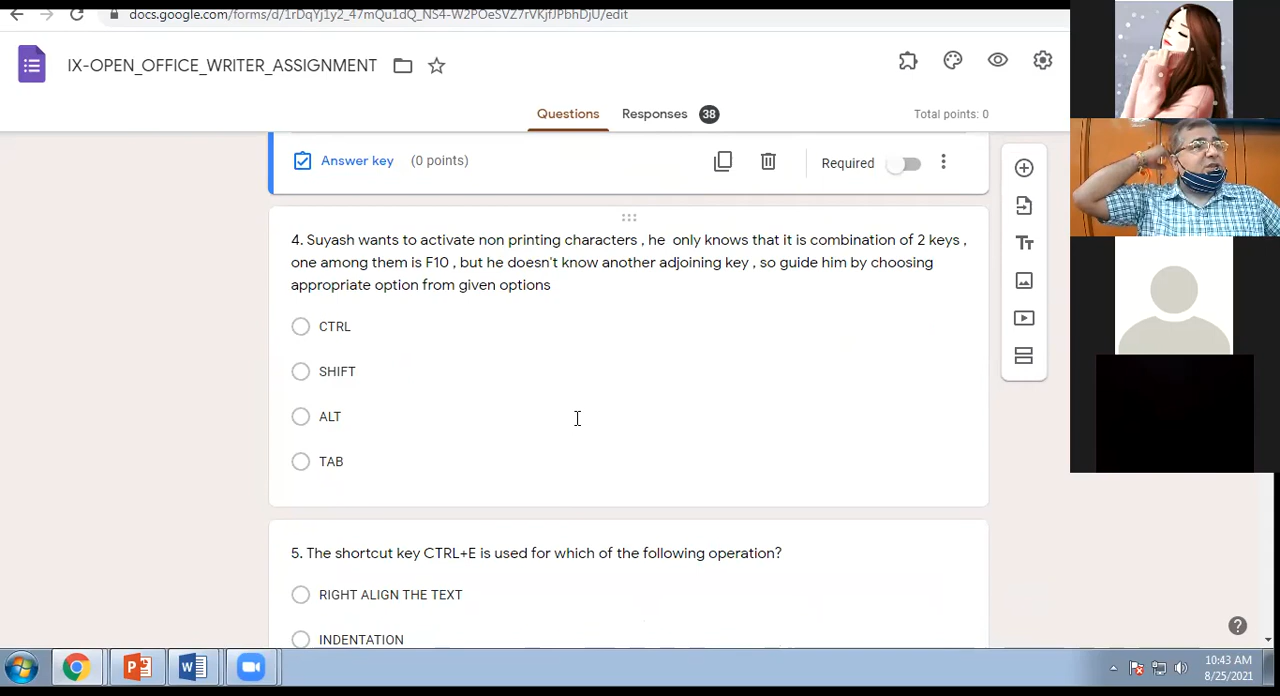 docs.google.com/forms/d/1rDqYj1y2_47mQu1dQ_NS4-W2POeSVZ7rVKjfJPbhDjU/edit
IX-OPEN_OFFICE_WRITER_ASSIGNMENT
Questions
Responses 38
Total points: 0
Answer key (0 points)
Required
4. Suyash wants to activate non printing characters , he only knows that it is combination of 2 keys ,
one among them is F10 , but he doesn't know another adjoining key , so guide him by choosing
appropriate option from given options
CTRL
SHIFT
ALT
TAB
5. The shortcut key CTRL+E is used for which of the following operation?
RIGHT ALIGN THE TEXT
INDENTATION
10:43 AM
8/25/2021